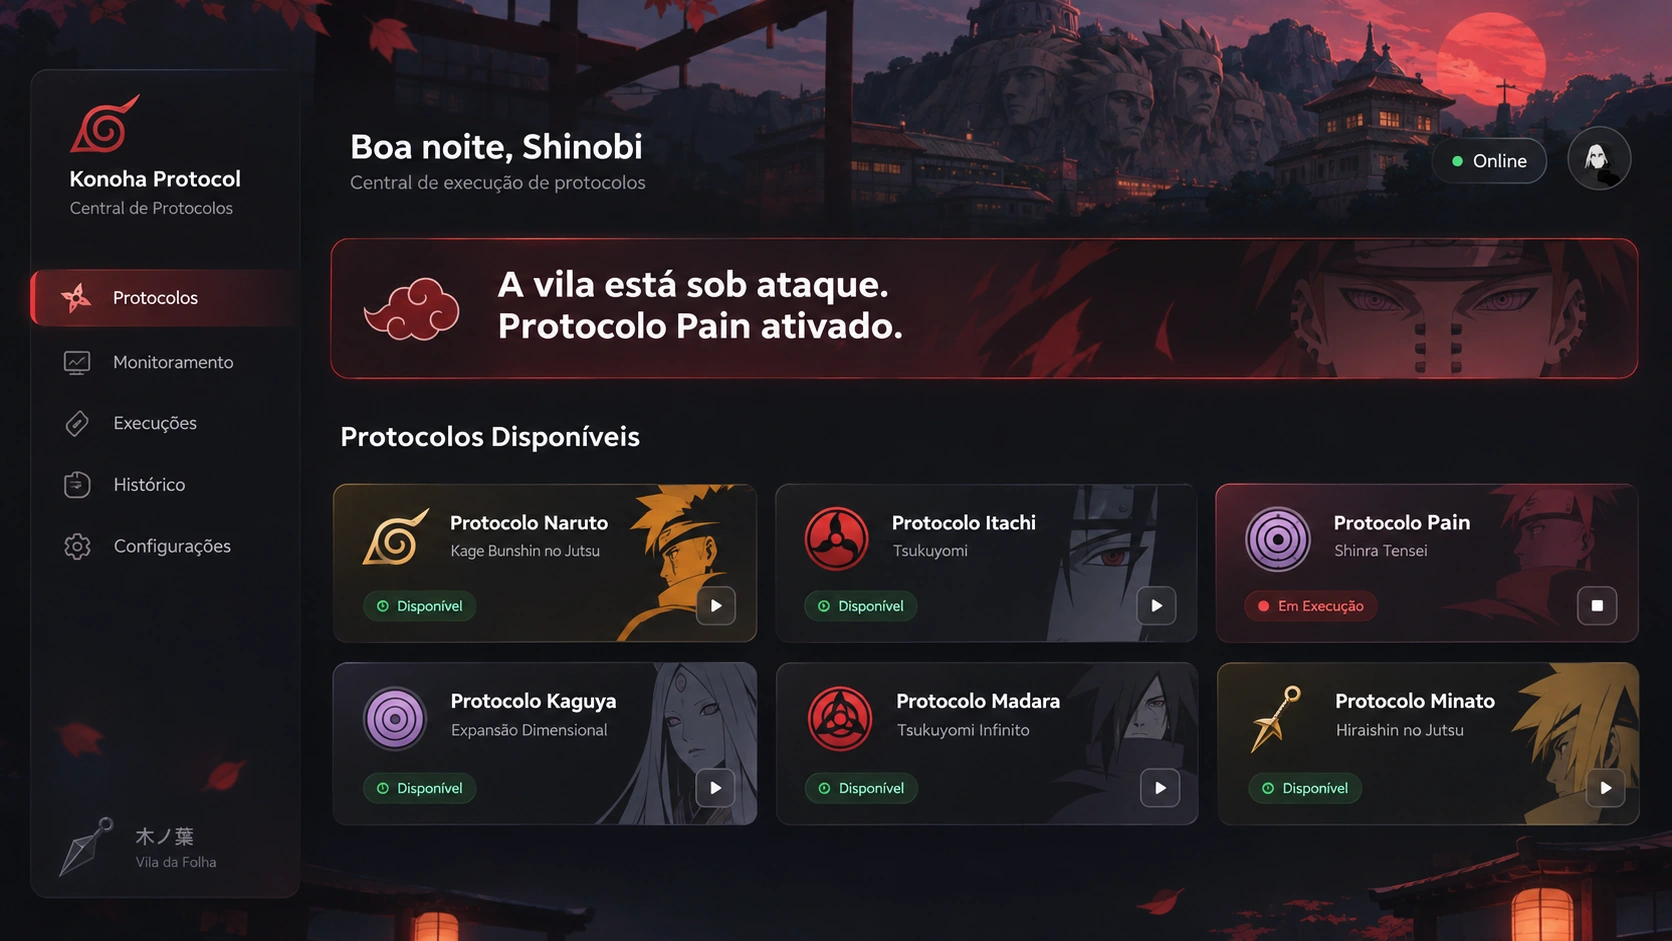 Konoha Protocol
Central de Protocolos
Protocolos
Monitoramento
Execuções
Histórico
Configurações
木ノ葉
Vila da Folha
Boa noite, Shinobi
Central de execução de protocolos
Online
A vila está sob ataque.
Protocolo Pain ativado.
Protocolos Disponíveis
Protocolo Naruto
Kage Bunshin no Jutsu
Disponível
Protocolo Itachi
Tsukuyomi
Disponível
Protocolo Pain
Shinra Tensei
Em Execução
Protocolo Kaguya
Expansão Dimensional
Disponível
Protocolo Madara
Tsukuyomi Infinito
Disponível
Protocolo Minato
Hiraishin no Jutsu
Disponível